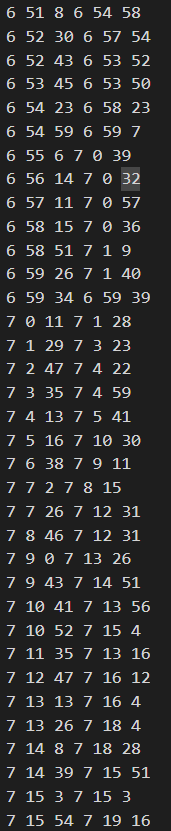 6 51 8 6 54 58
6 52 30 6 57 54
6 52 43 6 53 52
6 53 45 6 53 50
6 54 23 6 58 23
6 54 59 6 59 7
6 55 6 7 0 39
6 56 14 7 0 32
6 57 11 7 0 57
6 58 15 7 0 36
6 58 51 7 1 9
6 59 26 7 1 40
6 59 34 6 59 39
7 0 11 7 1 28
7 1 29 7 3 23
7 2 47 7 4 22
7 3 35 7 4 59
7 4 13 7 5 41
7 5 16 7 10 30
7 6 38 7 9 11
7 7 2 7 8 15
7 7 26 7 12 31
7 8 46 7 12 31
7 9 0 7 13 26
7 9 43 7 14 51
7 10 41 7 13 56
7 10 52 7 15 4
7 11 35 7 13 16
7 12 47 7 16 12
7 13 13 7 16 4
7 13 26 7 18 4
7 14 8 7 18 28
7 14 39 7 15 51
7 15 3 7 15 3
7 15 54 7 19 16